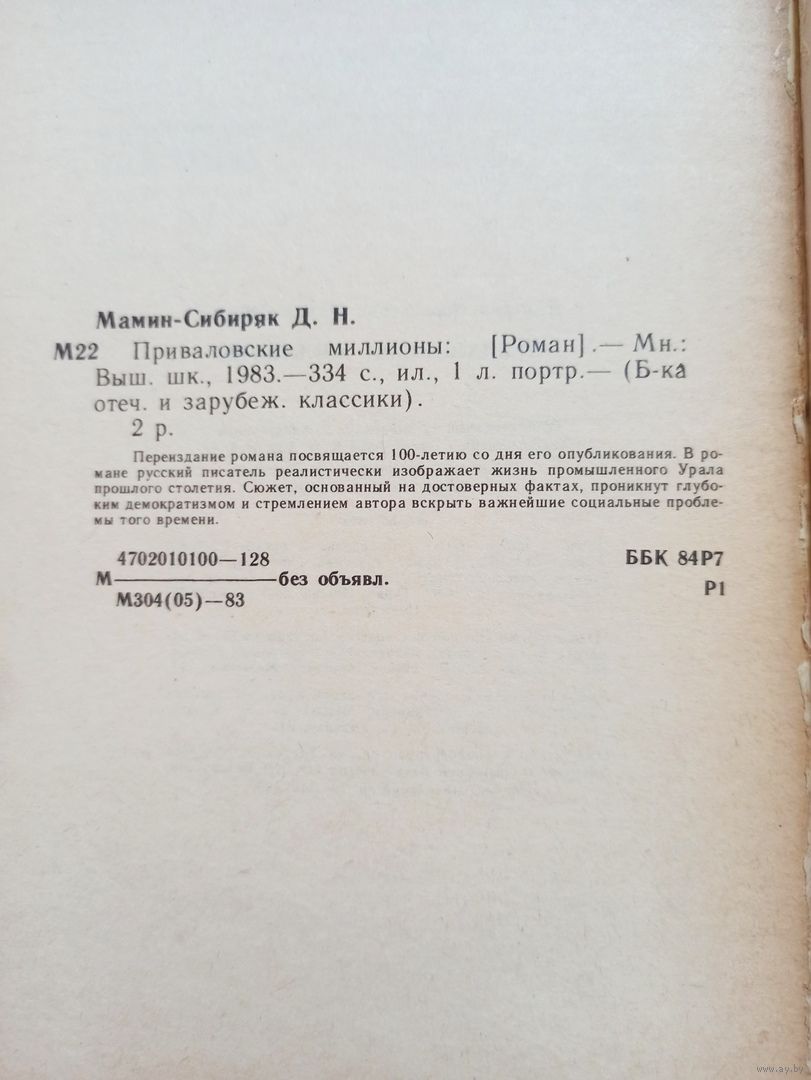 Мамин-Сибиряк Д. Н.
М22 Приваловские миллионы: [Роман].— Мн.:
Выш. шк., 1983.—334 с., ил., 1 л. портр.— (Б-ка
отеч. и зарубеж. классики).
2 р.
Переиздание романа посвящается 100-летию со дня его опубликования. В ро-
мане русский писатель реалистически изображает жизнь промышленного Урала
прошлого столетия. Сюжет, основанный на достоверных фактах, проникнут глубо-
ким демократизмом и стремлением автора вскрыть важнейшие социальные пробле-
мы того времени.
4702010100—128 ББК 84Р7
М————без объявл.
М304(05)—83 Р1
www.ay.by